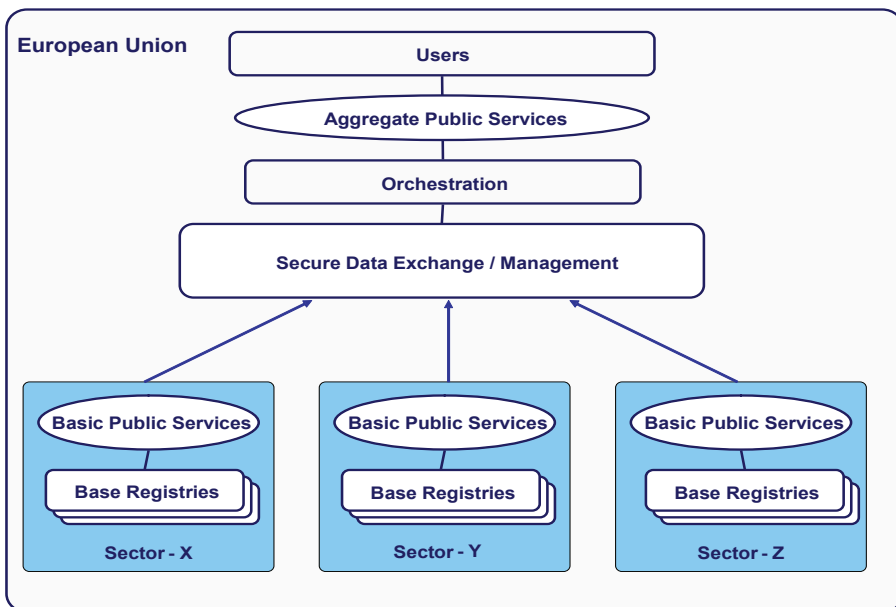 European Union
Users
Aggregate Public Services
Orchestration
Secure Data Exchange / Management
Basic Public Services
Base Registries
Sector - X
Basic Public Services
Base Registries
Sector - Y
Basic Public Services
Base Registries
Sector - Z